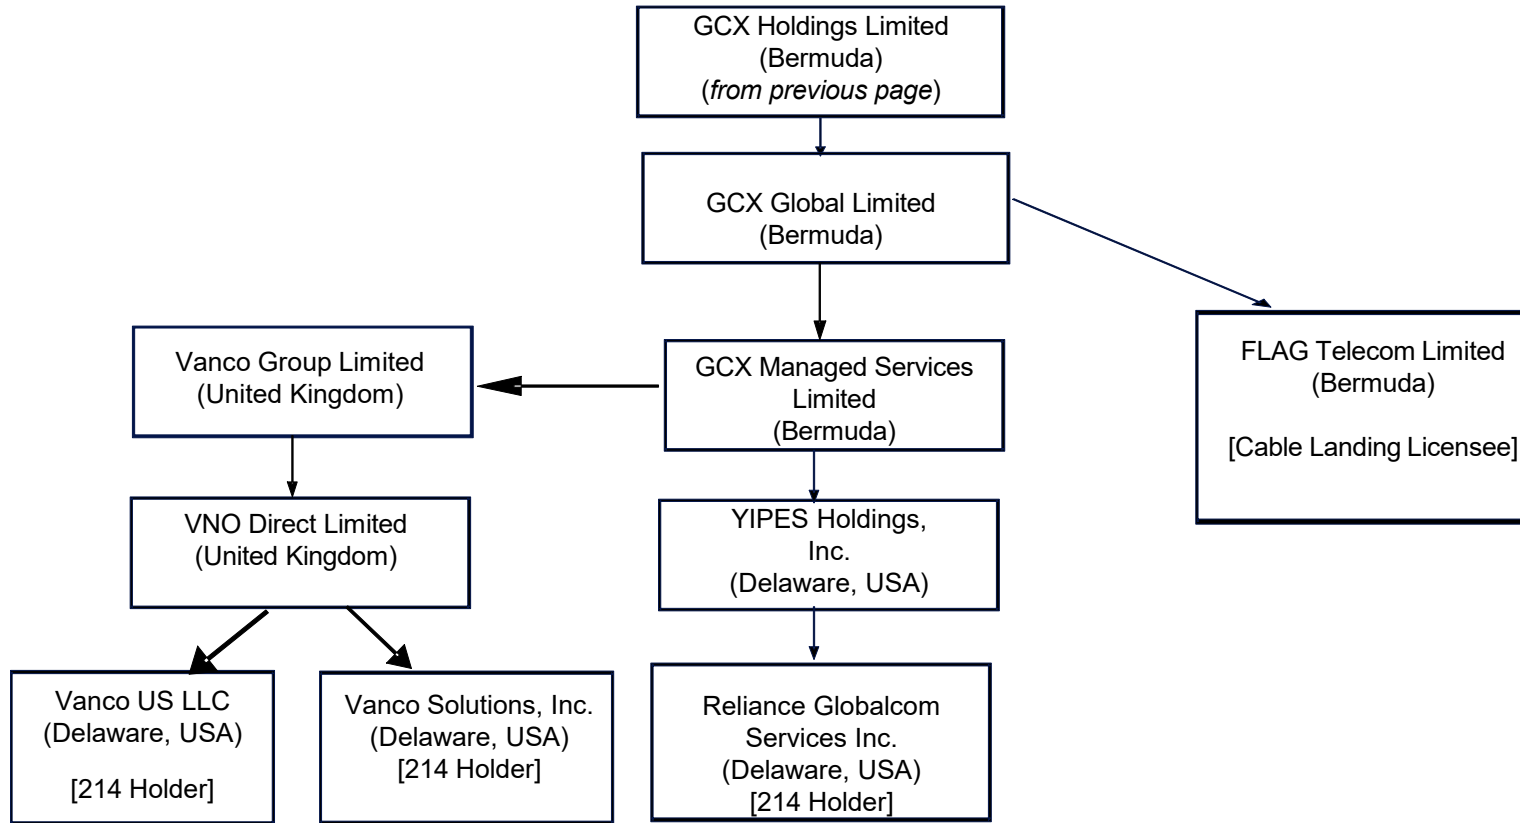 GCX Holdings Limited
(Bermuda)
(from previous page)
GCX Global Limited
(Bermuda)
Vanco Group Limited
(United Kingdom)
GCX Managed Services
Limited
(Bermuda)
FLAG Telecom Limited
(Bermuda)
[Cable Landing Licensee]
VNO Direct Limited
(United Kingdom)
YIPES Holdings,
Inc.
(Delaware, USA)
Vanco US LLC
(Delaware, USA)
[214 Holder]
Vanco Solutions, Inc.
(Delaware, USA)
[214 Holder]
Reliance Globalcom
Services Inc.
(Delaware, USA)
[214 Holder]